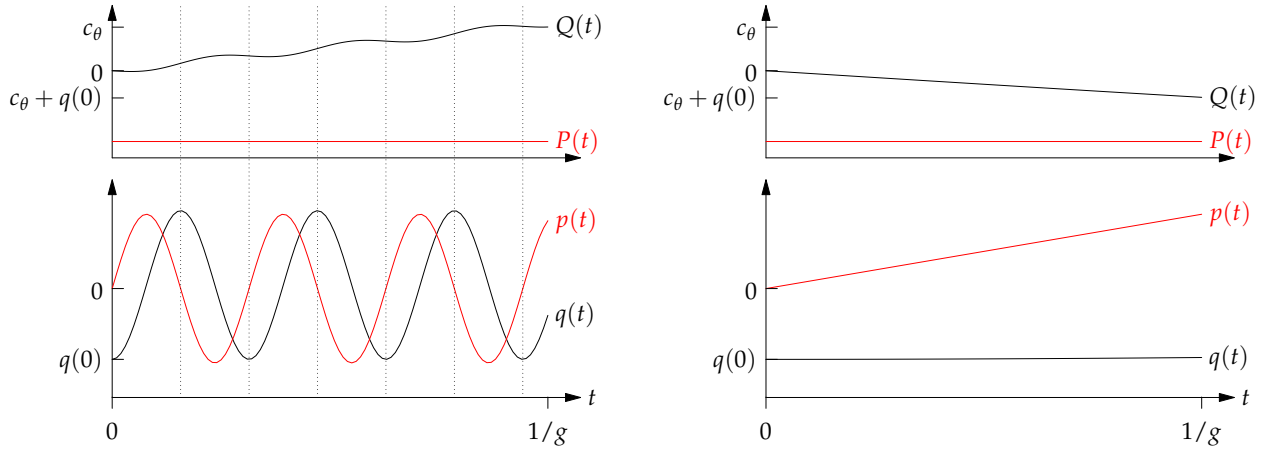 c_θ
Q(t)
0
c_θ + q(0)
P(t)
p(t)
0
q(t)
q(0)
t
0
1/g
c_θ
0
c_θ + q(0)
Q(t)
P(t)
p(t)
0
q(0)
q(t)
t
0
1/g